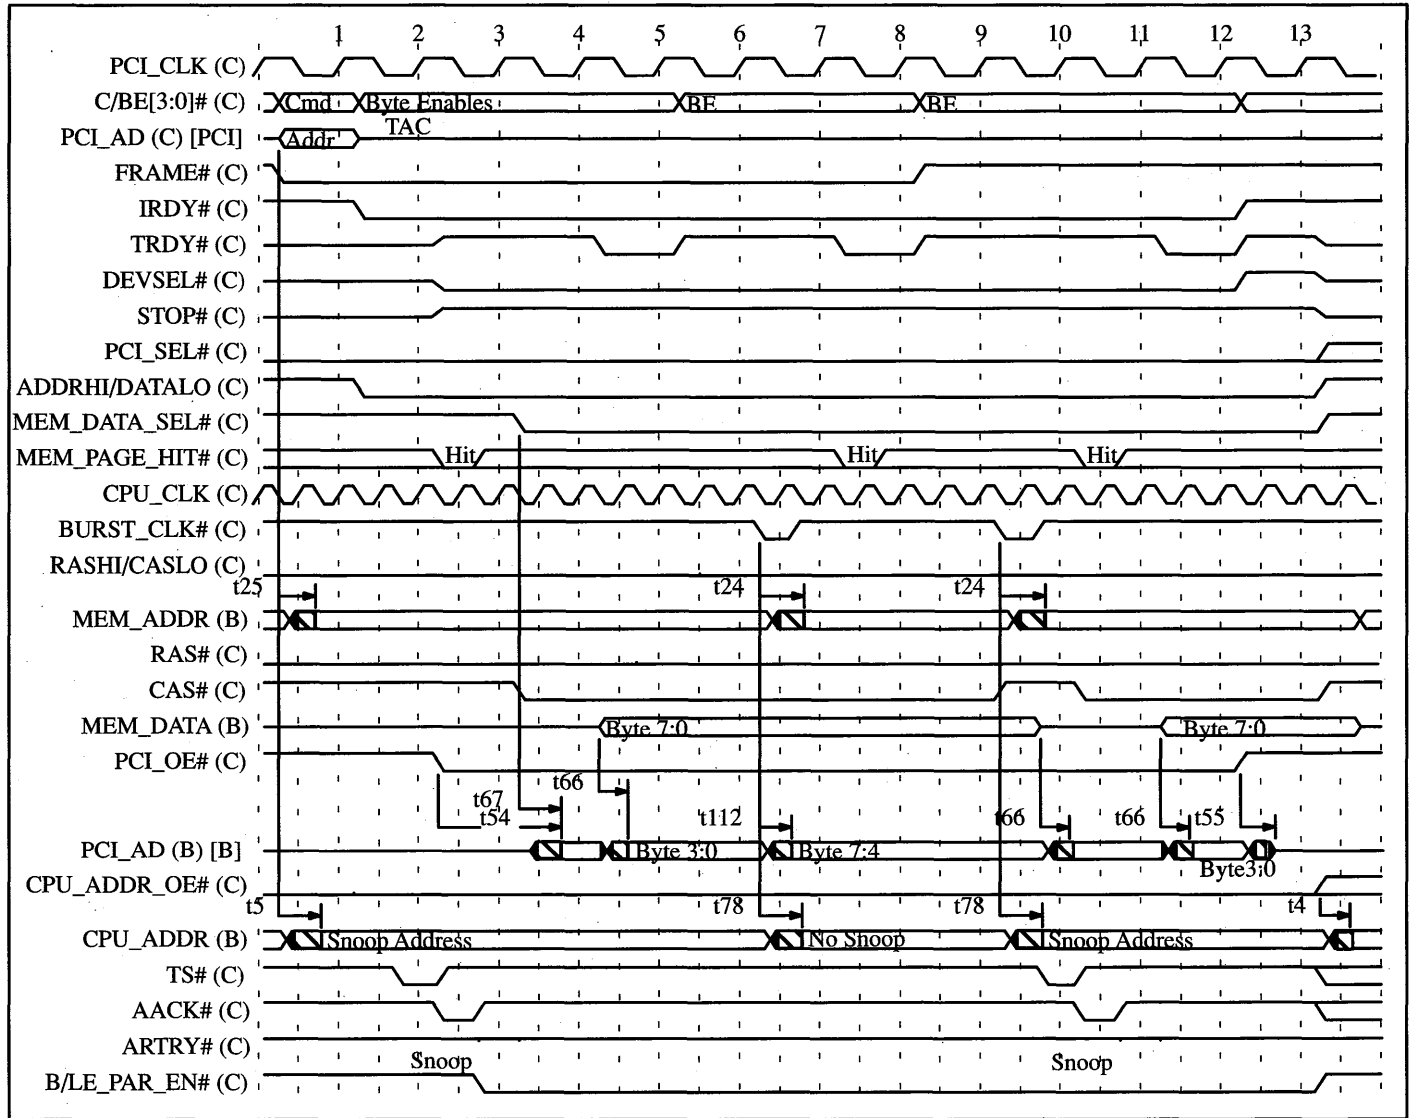 1 2 3 4 5 6 7 8 9 10 11 12 13
PCI_CLK (C)
C/BE[3:0]# (C) Cmd Byte Enables BE BE
TAC
PCI_AD (C) [PCI] Addr
FRAME# (C)
IRDY# (C)
TRDY# (C)
DEVSEL# (C)
STOP# (C)
PCI_SEL# (C)
ADDRHI/DATALO (C)
MEM_DATA_SEL# (C)
MEM_PAGE_HIT# (C) Hit Hit Hit
CPU_CLK (C)
BURST_CLK# (C)
RASHI/CASLO (C)
t25 t24 t24
MEM_ADDR (B)
RAS# (C)
CAS# (C)
MEM_DATA (B) Byte 7:0 Byte 7:0
PCI_OE# (C)
t66
t67
t54 t112 t66 t66 t55
PCI_AD (B) [B] Byte 3:0 Byte 7:4
Byte3:0
CPU_ADDR_OE# (C)
t5 t78 t78 t4
CPU_ADDR (B) Snoop Address No Snoop Snoop Address
TS# (C)
AACK# (C)
ARTRY# (C)
Snoop Snoop
B/LE_PAR_EN# (C)